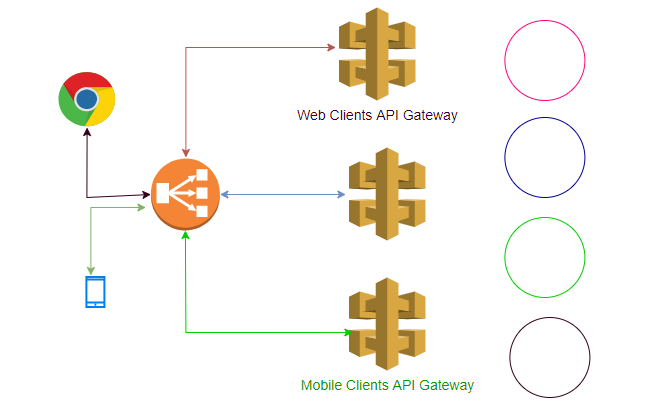 Web Clients API Gateway
Mobile Clients API Gateway